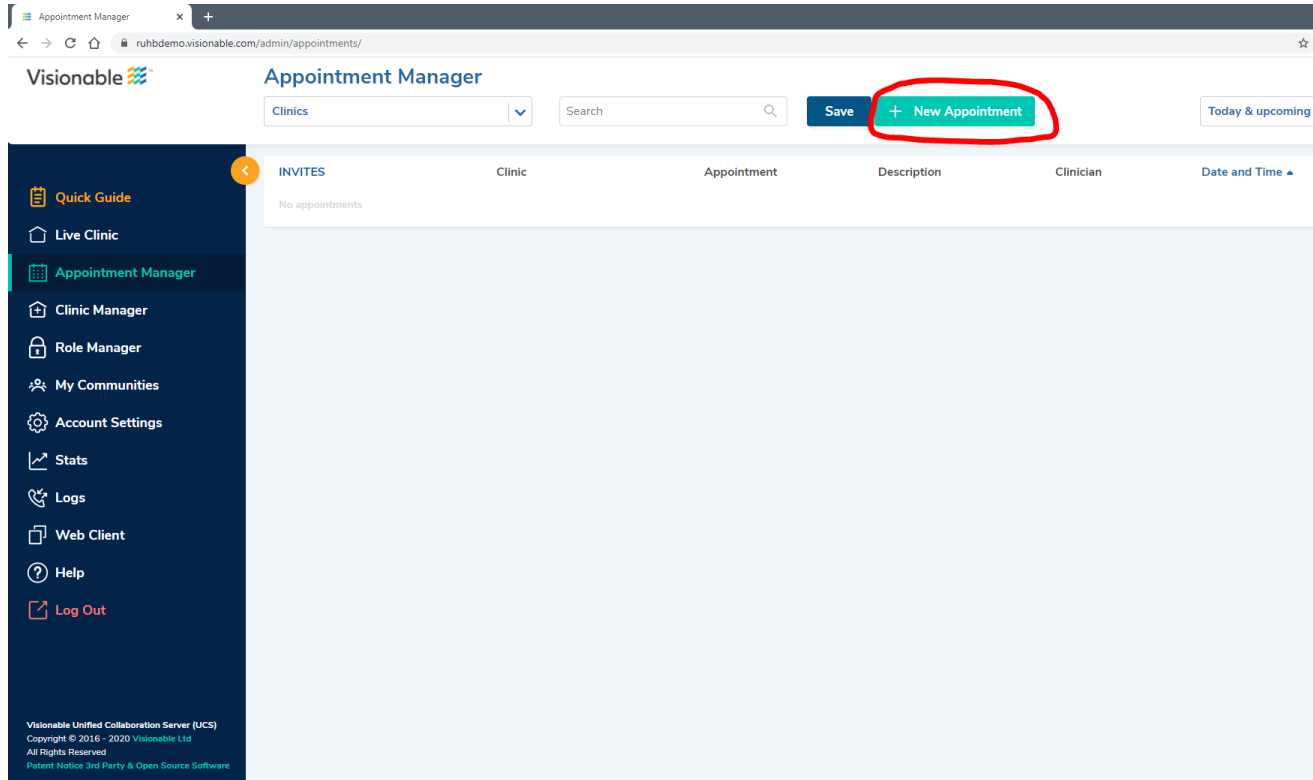 Appointment Manager
ruhbdemo.visionable.com/admin/appointments/
Visionable
Appointment Manager
Clinics Search Save + New Appointment Today & upcoming
INVITES Clinic Appointment Description Clinician Date and Time
No appointments
Quick Guide
Live Clinic
Appointment Manager
Clinic Manager
Role Manager
My Communities
Account Settings
Stats
Logs
Web Client
Help
Log Out
Visionable Unified Collaboration Server (UCS)
Copyright © 2016 - 2020 Visionable Ltd
All Rights Reserved
Patent Notice 3rd Party & Open Source Software